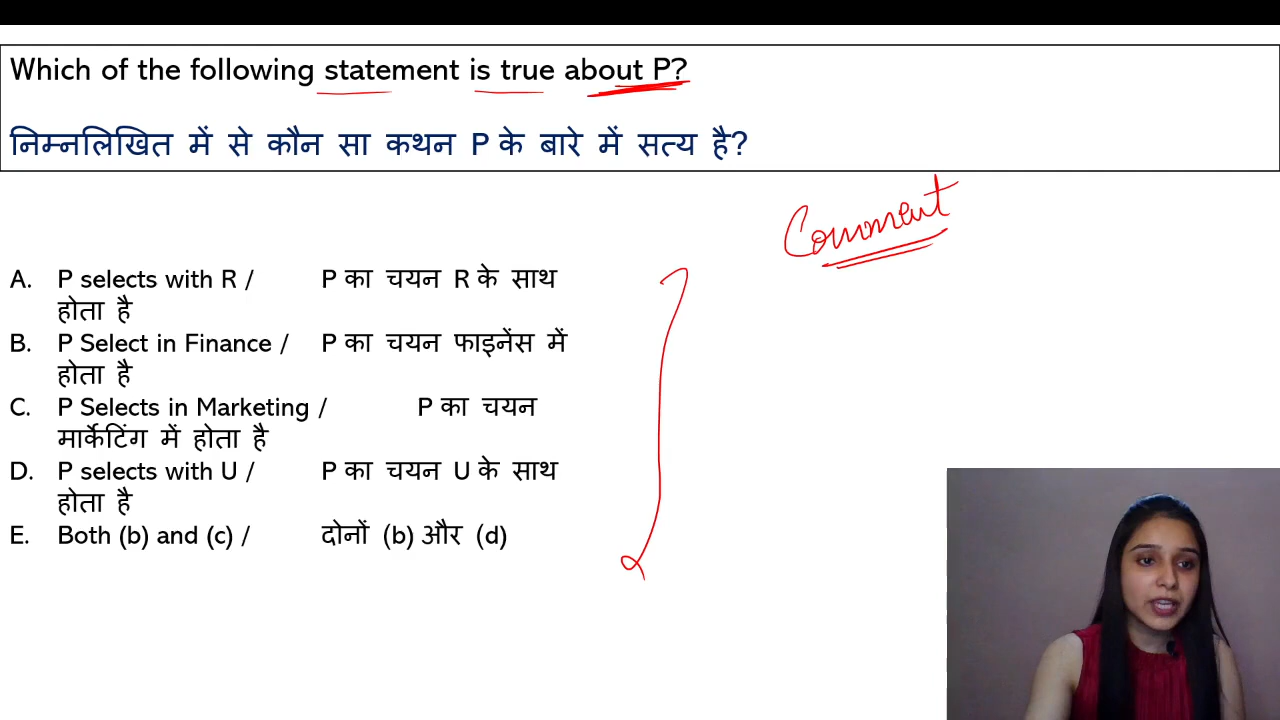 Which of the following statement is true about P?
निम्नलिखित में से कौन सा कथन P के बारे में सत्य है?
Comment
A. P selects with R / P का चयन R के साथ
होता है
B. P Select in Finance / P का चयन फाइनेंस में
होता है
C. P Selects in Marketing / P का चयन
मार्केटिंग में होता है
D. P selects with U / P का चयन U के साथ
होता है
E. Both (b) and (c) / दोनों (b) और (d)